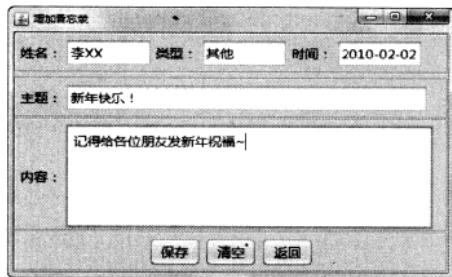 增加备忘录
姓名： 李XX 类型： 其他 时间： 2010-02-02
主题： 新年快乐！
内容： 记得给各位朋友发新年祝福~
保存 清空 返回